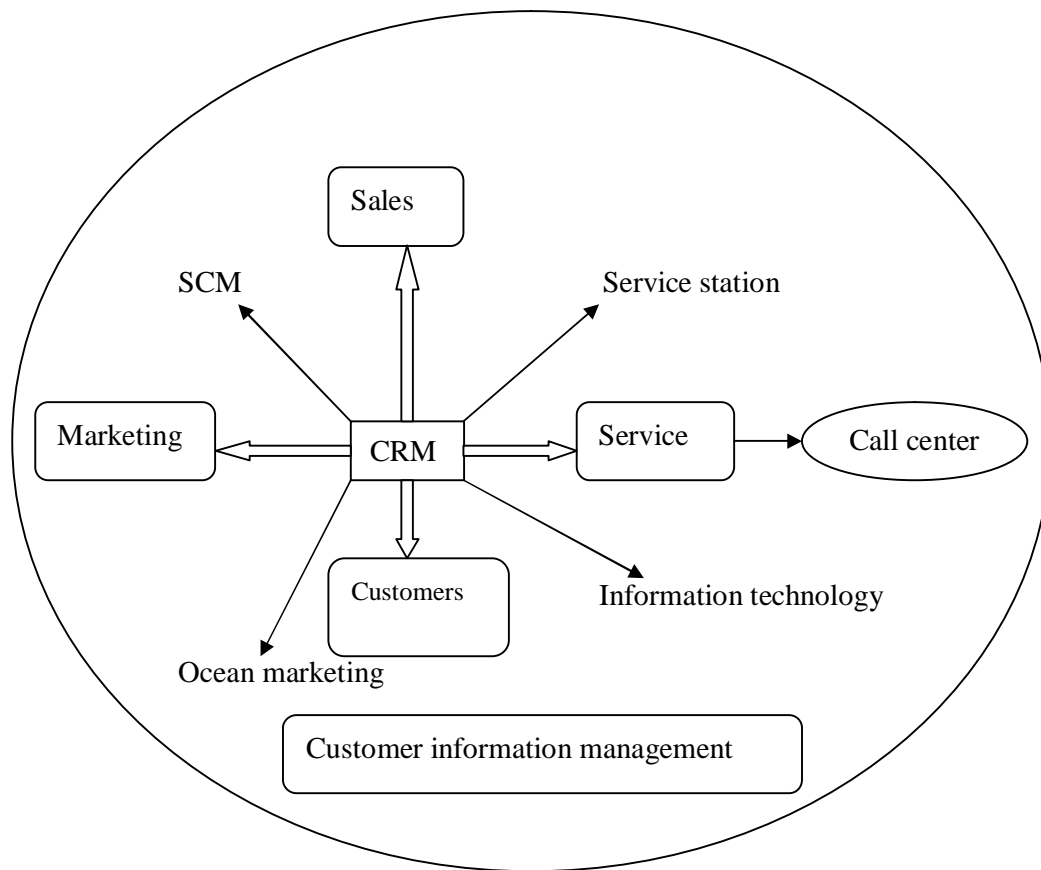 Sales
SCM
Service station
Marketing
CRM
Service
Call center
Customers
Information technology
Ocean marketing
Customer information management